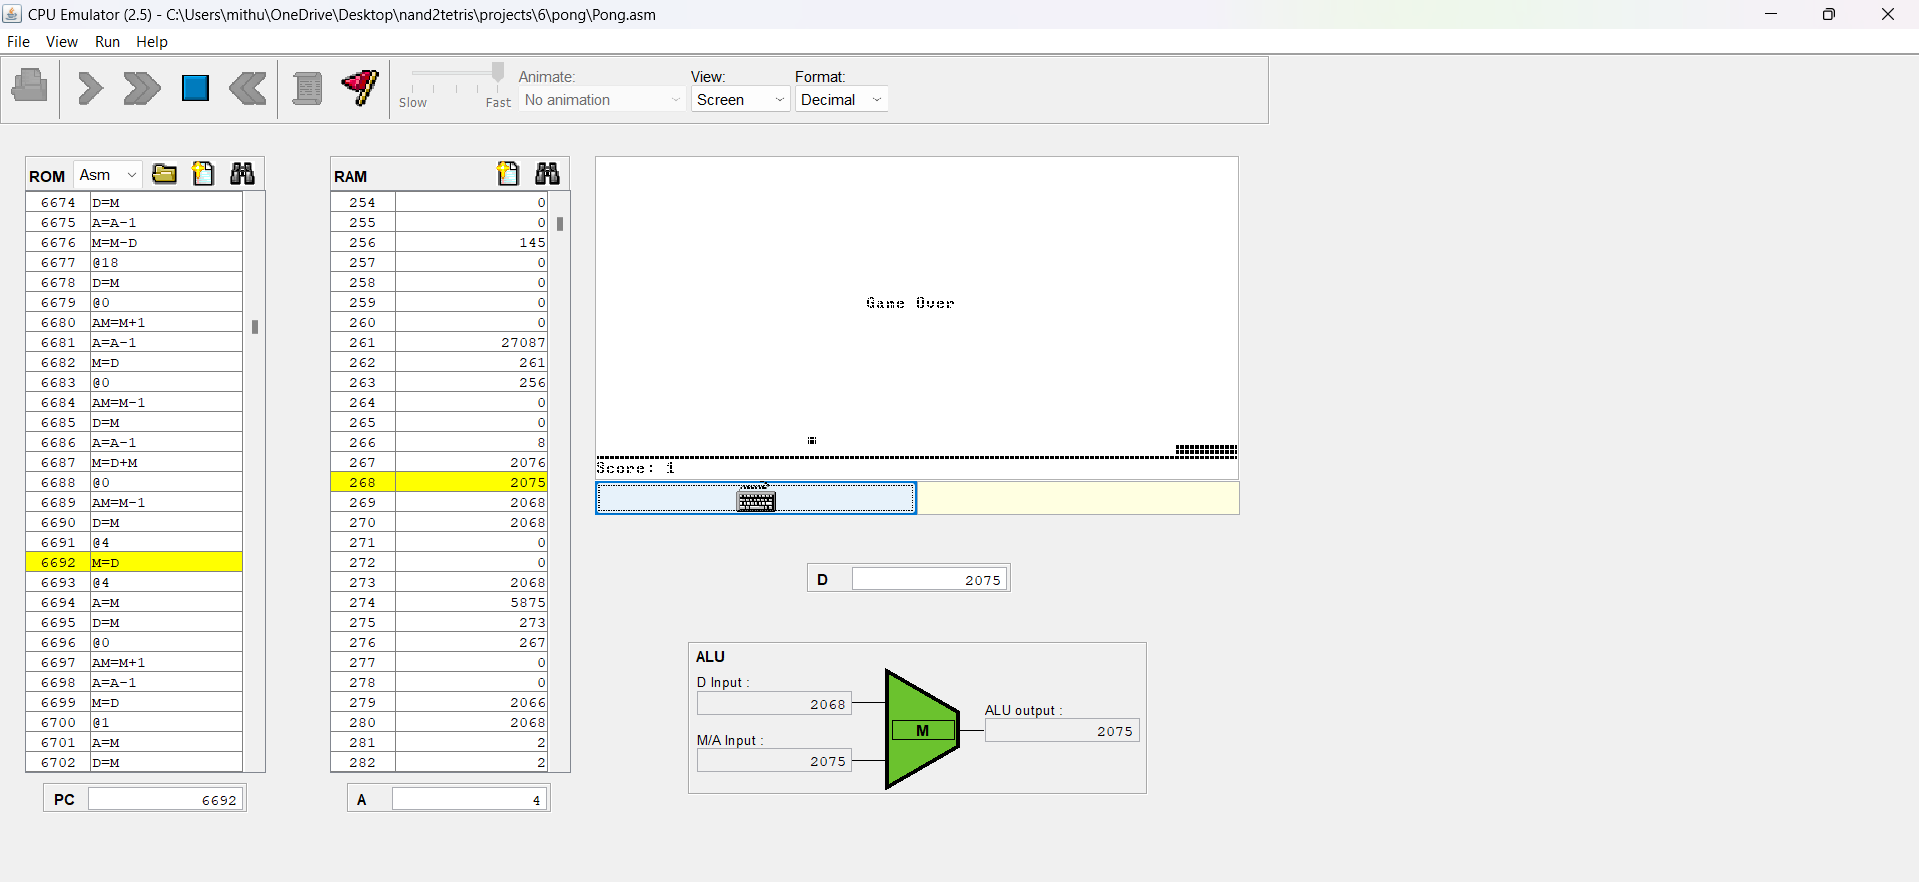 CPU Emulator (2.5) - C:\Users\mithu\OneDrive\Desktop\nand2tetris\projects\6\pong\Pong.asm
File View Run Help
Slow Fast
Animate:
No animation
View:
Screen
Format:
Decimal
ROM Asm
6674 D=M
6675 A=A-1
6676 M=M-D
6677 @18
6678 D=M
6679 @0
6680 AM=M+1
6681 A=A-1
6682 M=D
6683 @0
6684 AM=M-1
6685 D=M
6686 A=A-1
6687 M=D+M
6688 @0
6689 AM=M-1
6690 D=M
6691 @4
6692 M=D
6693 @4
6694 A=M
6695 D=M
6696 @0
6697 AM=M+1
6698 A=A-1
6699 M=D
6700 @1
6701 A=M
6702 D=M
PC 6692
RAM
254 0
255 0
256 145
257 0
258 0
259 0
260 0
261 27087
262 261
263 256
264 0
265 0
266 8
267 2076
268 2075
269 2068
270 2068
271 0
272 0
273 2068
274 5875
275 273
276 267
277 0
278 0
279 2066
280 2068
281 2
282 2
A 4
Game Over
Score: 1
D 2075
ALU
D Input :
2068
M/A Input :
2075
M
ALU output :
2075